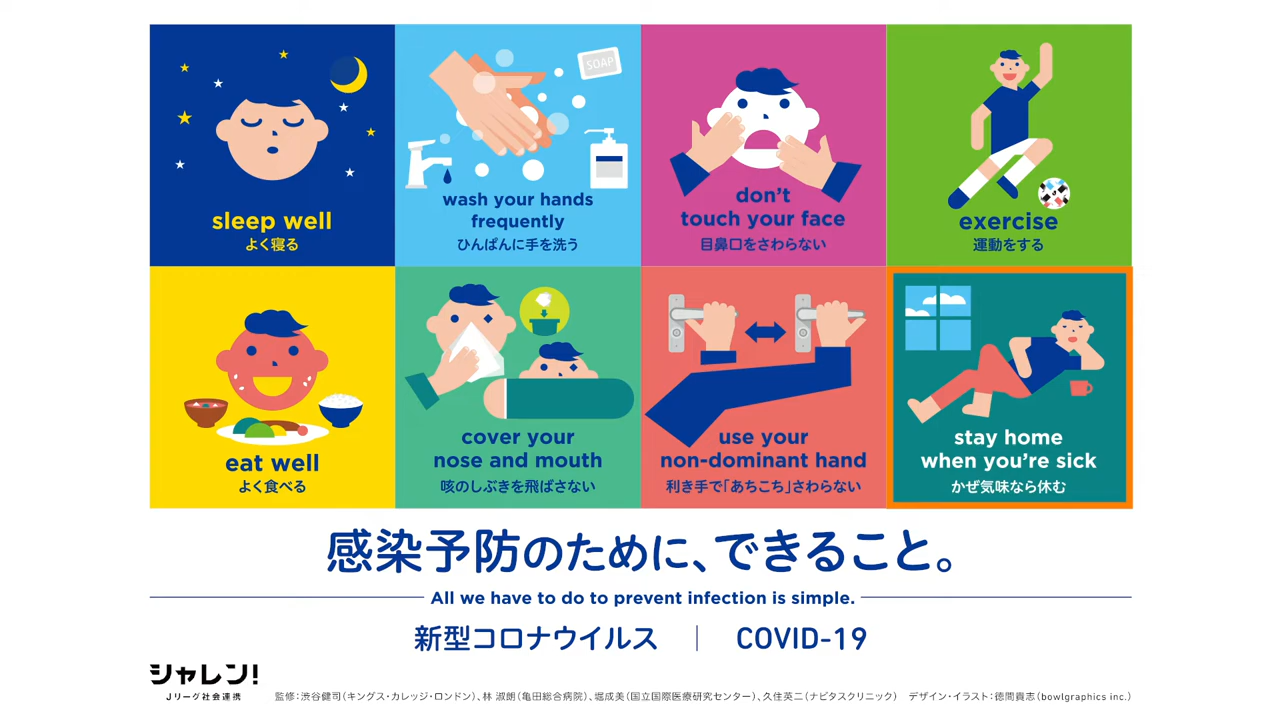 SOAP
sleep well
よく寝る
wash your hands
frequently
ひんぱんに手を洗う
don't
touch your face
目鼻口をさわらない
exercise
運動をする
eat well
よく食べる
cover your
nose and mouth
咳のしぶきを飛ばさない
use your
non-dominant hand
利き手で「あちこち」さわらない
stay home
when you're sick
かぜ気味なら休む
感染予防のために、できること。
All we have to do to prevent infection is simple.
新型コロナウイルス | COVID-19
シャレン!
Jリーグ社会連携
監修:渋谷健司(キングス・カレッジ・ロンドン)、林 淑朗(亀田総合病院)、堀成美(国立国際医療研究センター)、久住英二(ナビタスクリニック) デザイン・イラスト:徳間貴志(bowlgraphics inc.)